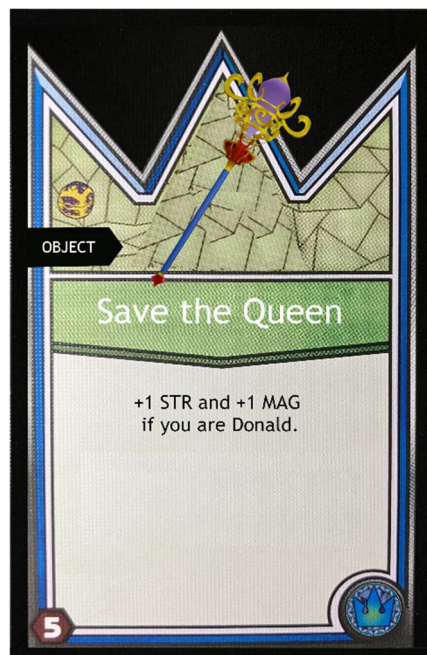 OBJECT
Save the Queen
+1 STR and +1 MAG
if you are Donald.
5